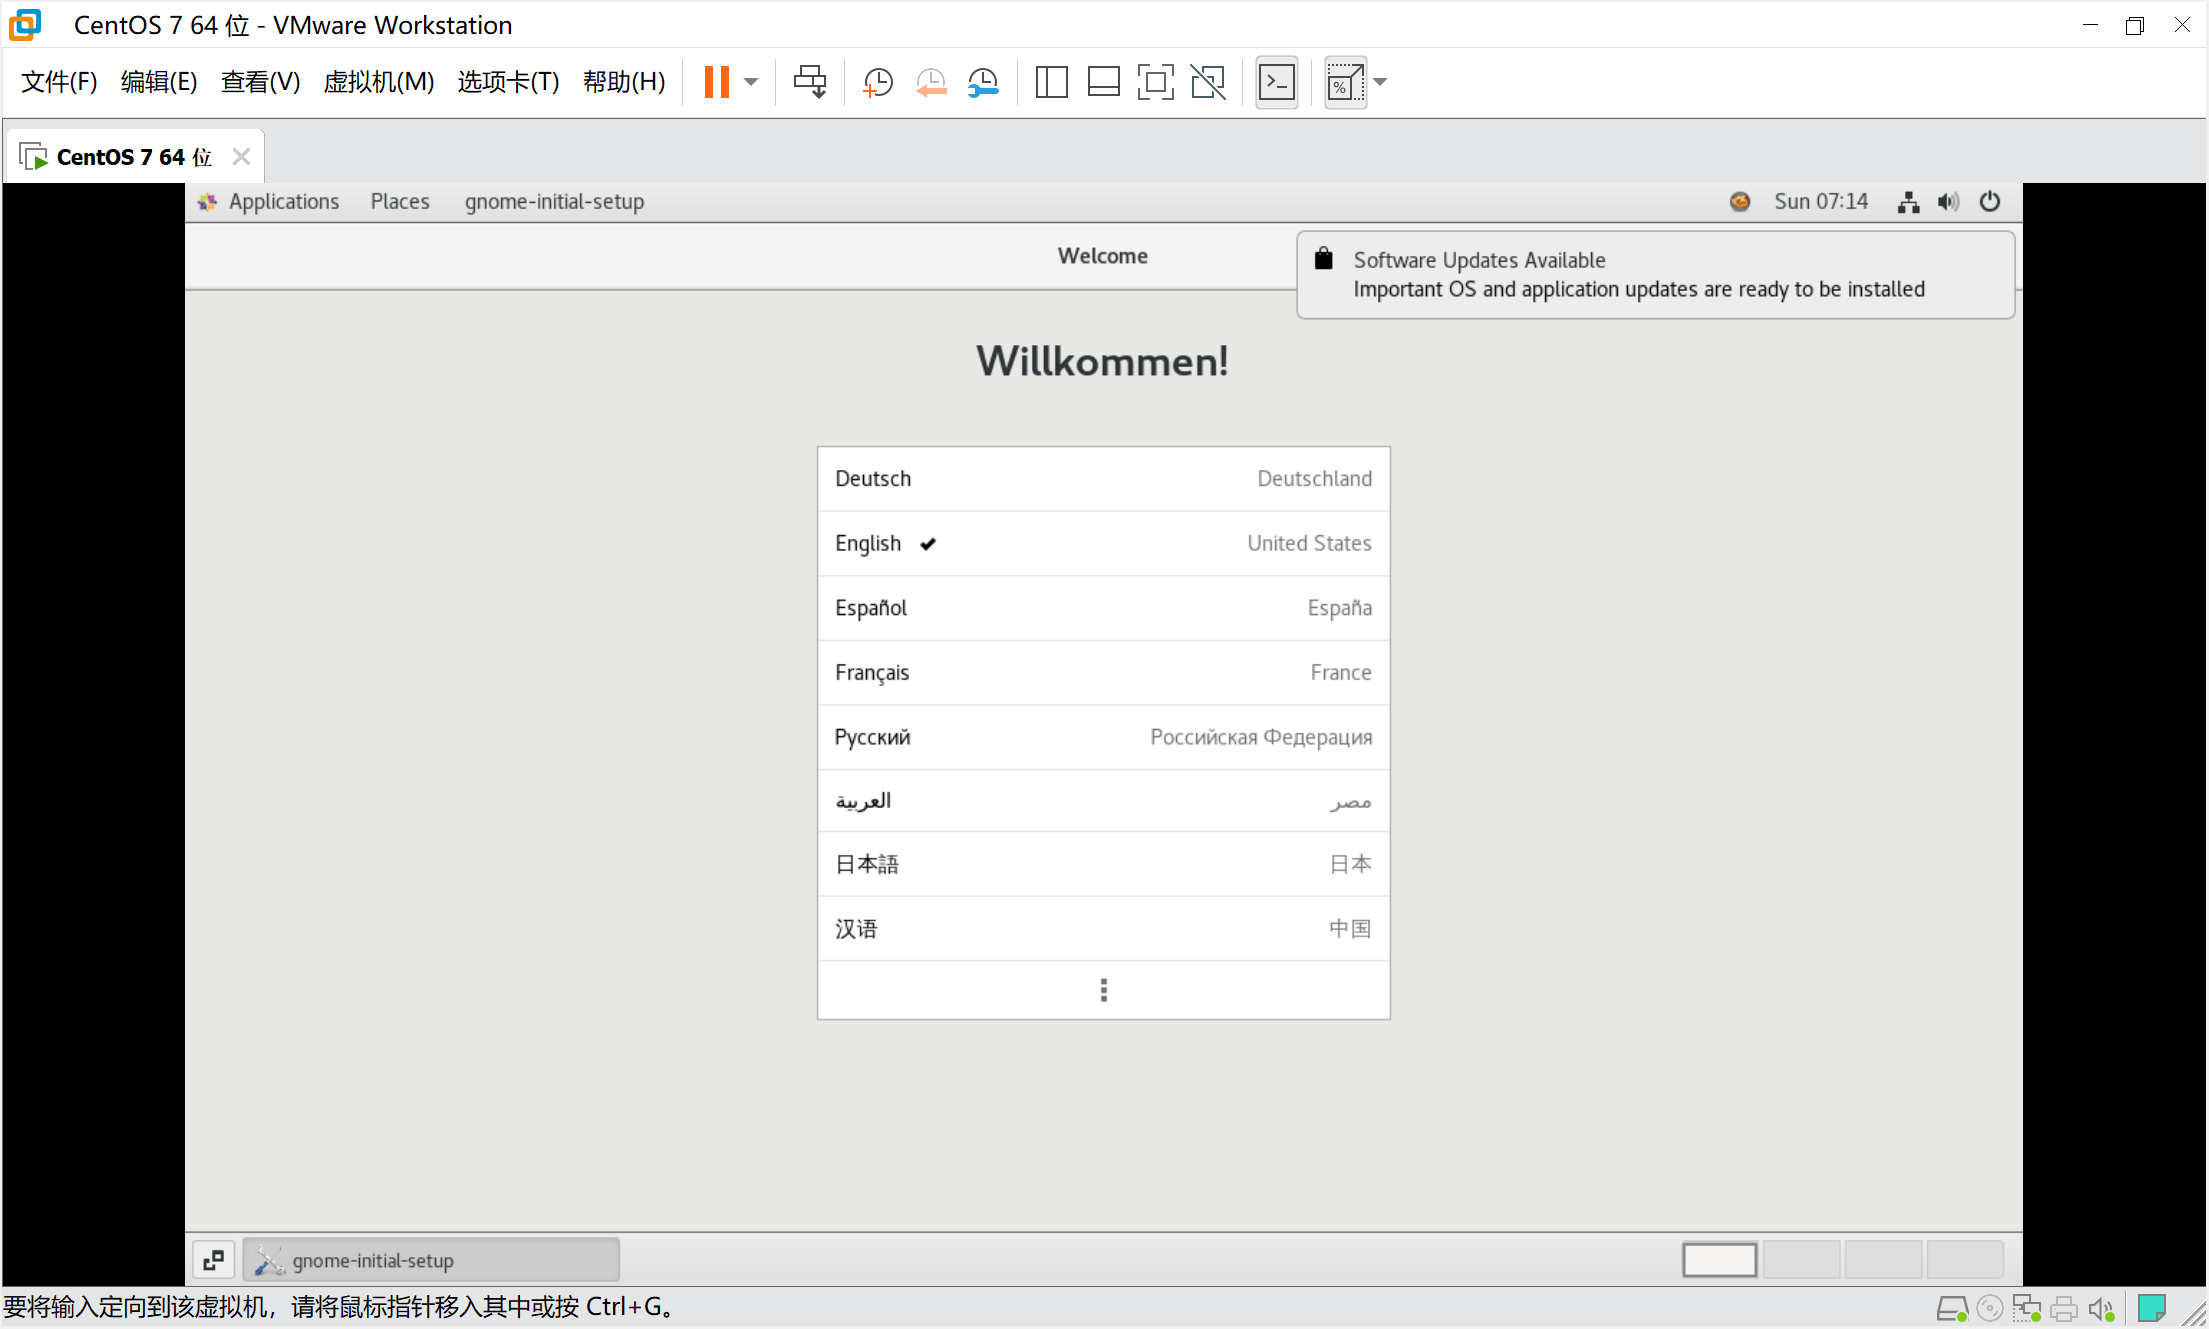 CentOS 7 64 位 - VMware Workstation
文件(F) 编辑(E) 查看(V) 虚拟机(M) 选项卡(T) 帮助(H)
CentOS 7 64 位
Applications Places gnome-initial-setup Sun 07:14
Welcome
Software Updates Available
Important OS and application updates are ready to be installed
Willkommen!
Deutsch Deutschland
English United States
Español España
Français France
Русский Российская Федерация
العربية مصر
日本語 日本
汉语 中国
gnome-initial-setup
要将输入定向到该虚拟机，请将鼠标指针移入其中或按 Ctrl+G。